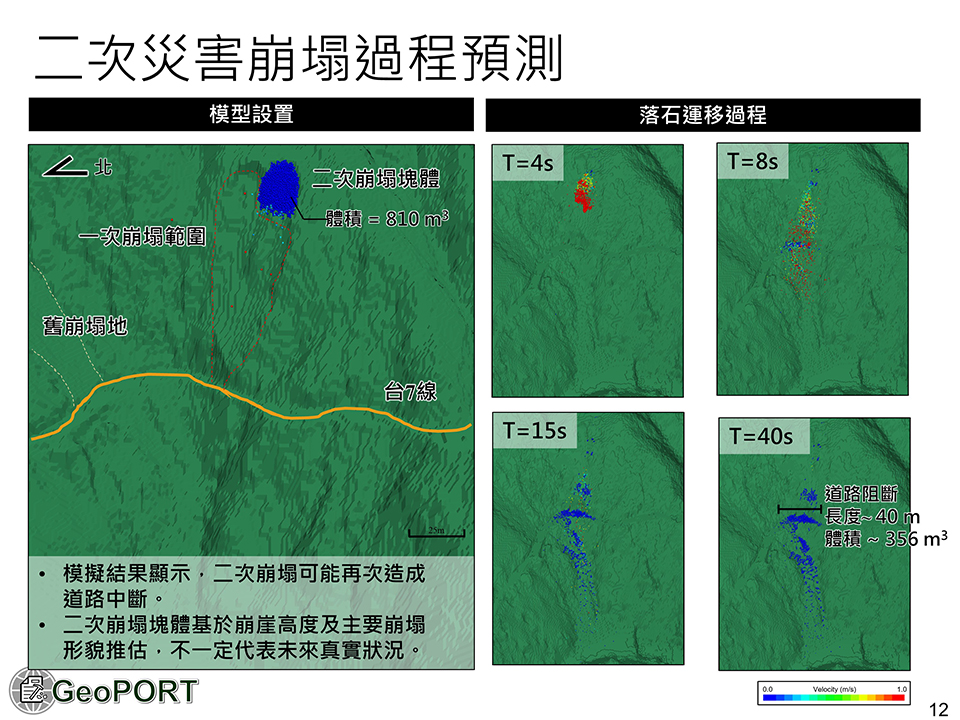 二次災害崩塌過程預測
模型設置
北
二次崩塌塊體
體積 = 810 m³
一次崩塌範圍
舊崩塌地
台7線
25m
• 模擬結果顯示，二次崩塌可能再次造成
道路中斷。
• 二次崩塌塊體基於崩崖高度及主要崩塌
形貌推估，不一定代表未來真實狀況。
落石運移過程
T=4s
T=8s
T=15s
T=40s
道路阻斷
長度~ 40 m
體積 ~ 356 m³
0.0 Velocity (m/s) 1.0
GeoPORT
12